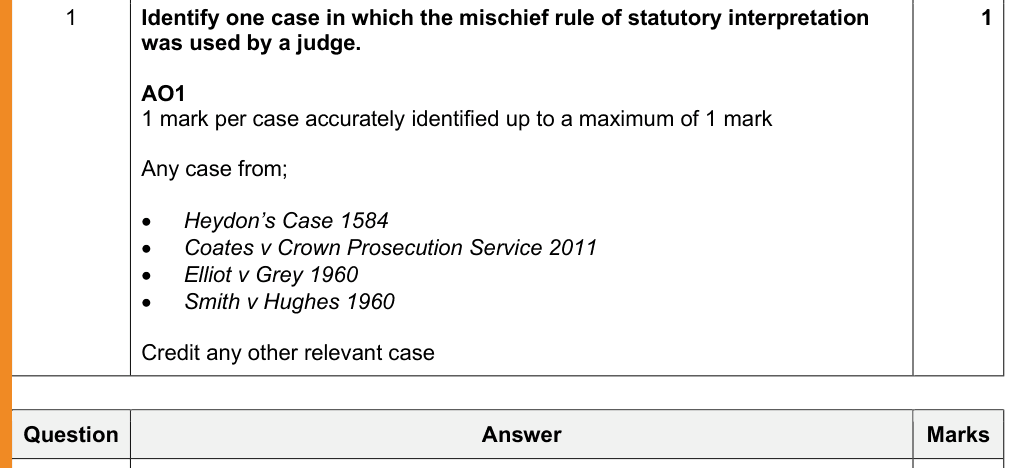 1 Identify one case in which the mischief rule of statutory interpretation 1
was used by a judge.
AO1
1 mark per case accurately identified up to a maximum of 1 mark
Any case from;
• Heydon’s Case 1584
• Coates v Crown Prosecution Service 2011
• Elliot v Grey 1960
• Smith v Hughes 1960
Credit any other relevant case
Question Answer Marks